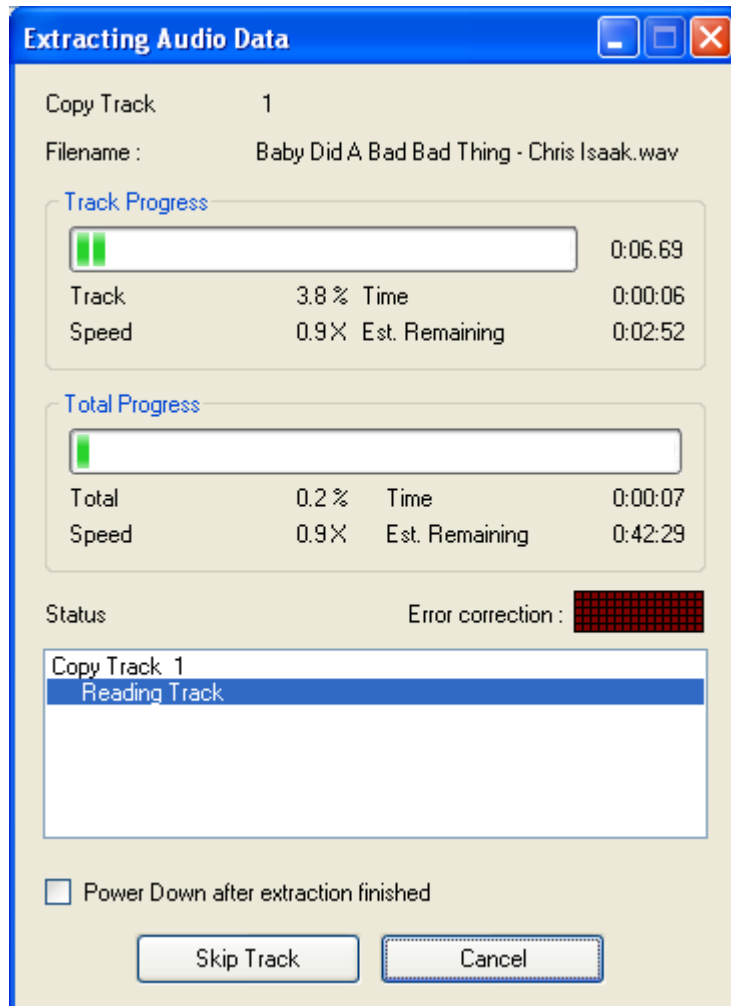 Extracting Audio Data
Copy Track 1
Filename : Baby Did A Bad Bad Thing - Chris Isaak.wav
Track Progress
0:06.69
Track 3.8 % Time 0:00:06
Speed 0.9 X Est. Remaining 0:02:52
Total Progress
Total 0.2 % Time 0:00:07
Speed 0.9 X Est. Remaining 0:42:29
Status Error correction :
Copy Track 1
Reading Track
Power Down after extraction finished
Skip Track Cancel